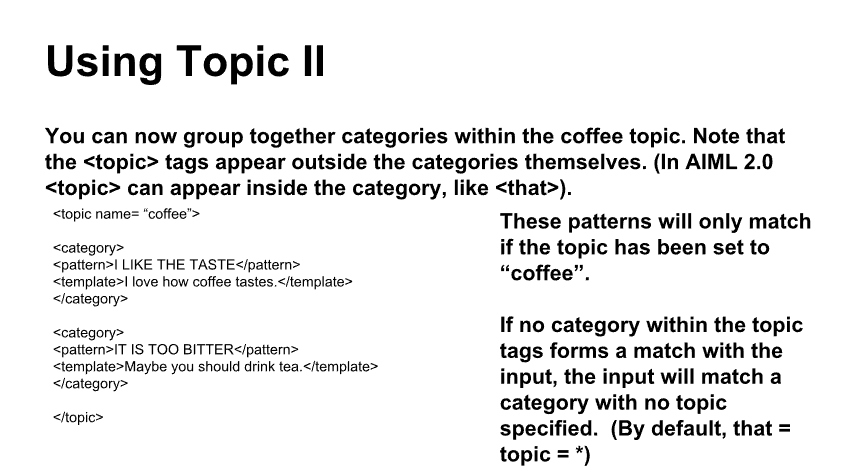 Using Topic II
You can now group together categories within the coffee topic. Note that
the <topic> tags appear outside the categories themselves. (In AIML 2.0
<topic> can appear inside the category, like <that>).
<topic name= “coffee”>
<category>
<pattern>I LIKE THE TASTE</pattern>
<template>I love how coffee tastes.</template>
</category>
<category>
<pattern>IT IS TOO BITTER</pattern>
<template>Maybe you should drink tea.</template>
</category>
</topic>
These patterns will only match
if the topic has been set to
“coffee”.
If no category within the topic
tags forms a match with the
input, the input will match a
category with no topic
specified.  (By default, that =
topic = *)